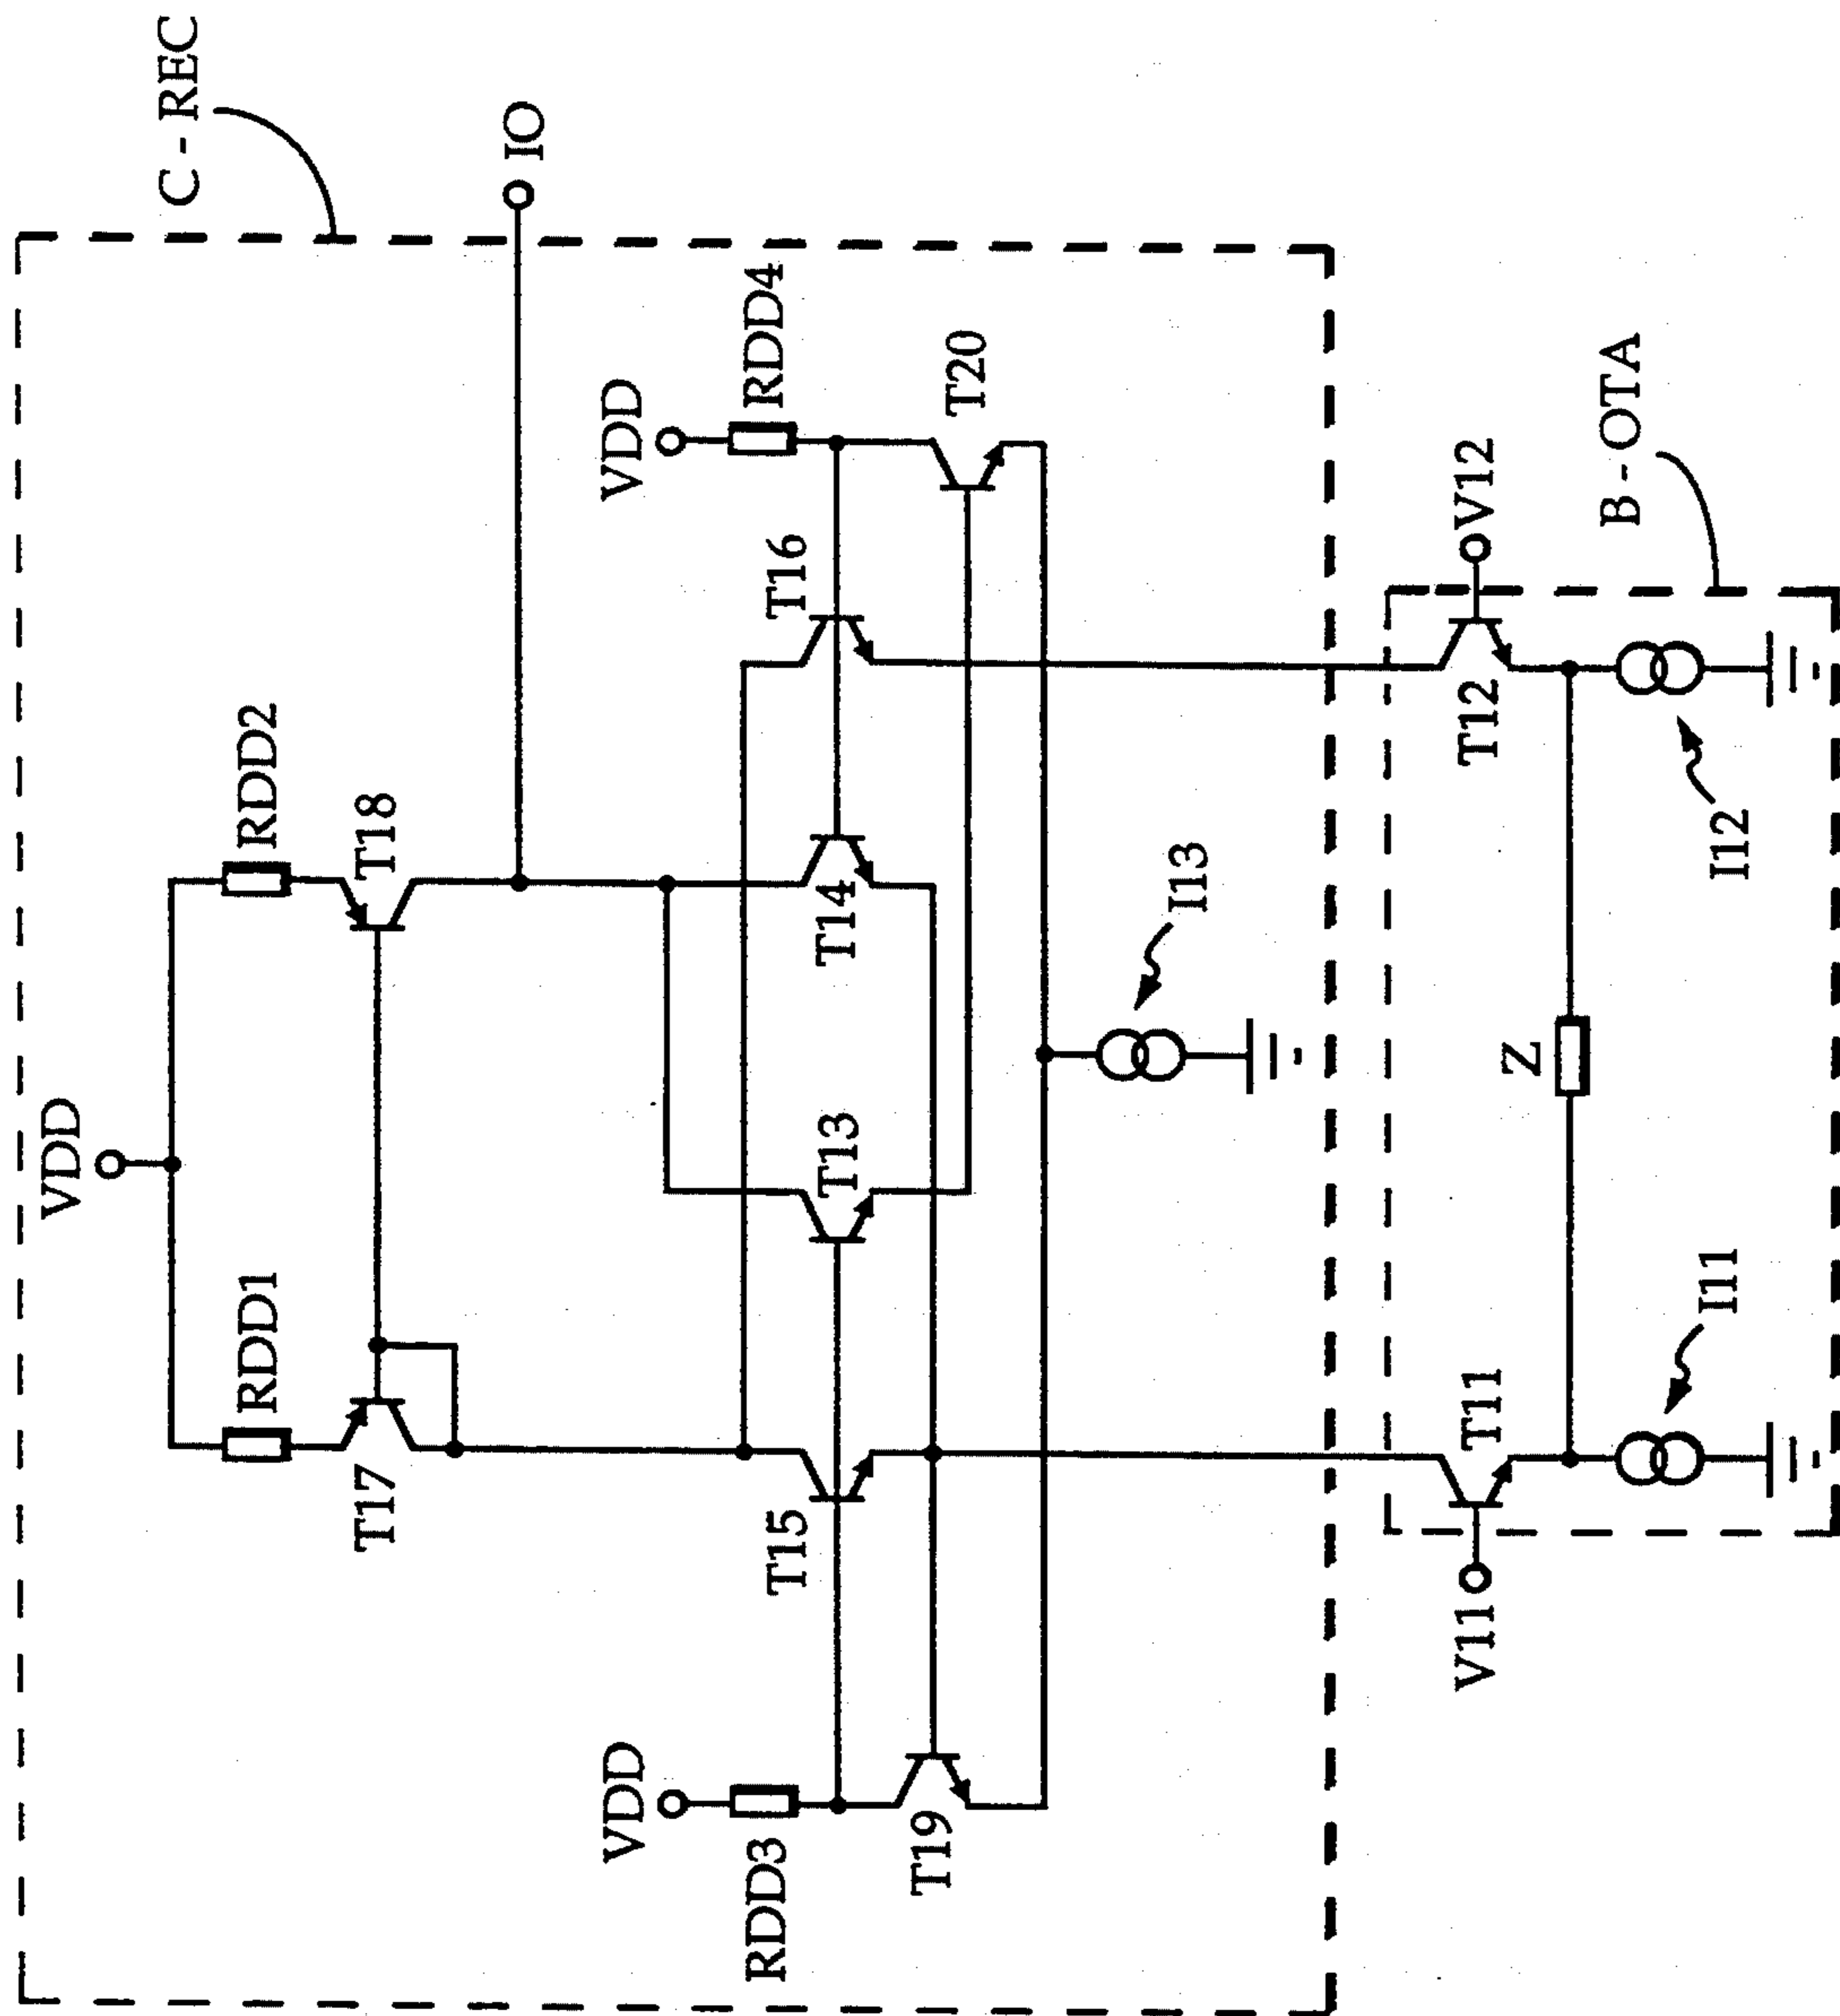 C - REC
VDD
RDD1
RDD2
T17
T18
IO
VDD
VDD
RDD3
RDD4
T15
T13
T14
T16
T19
T20
I13
V11
T11
T12
V12
Z
B - OTA
I11
I12